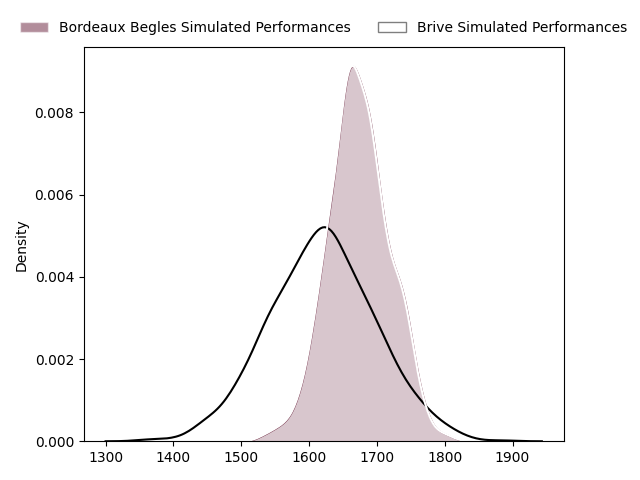 Bordeaux Begles Simulated Performances
Brive Simulated Performances
Density
0.008
0.006
0.004
0.002
0.000
1300 1400 1500 1600 1700 1800 1900